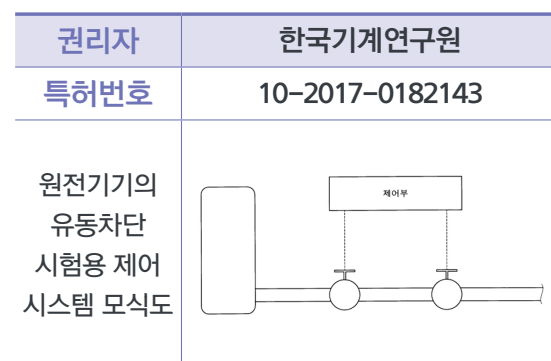 권리자
한국기계연구원
특허번호
10-2017-0182143
원전기기의
유동차단
시험용 제어
시스템 모식도
제어부